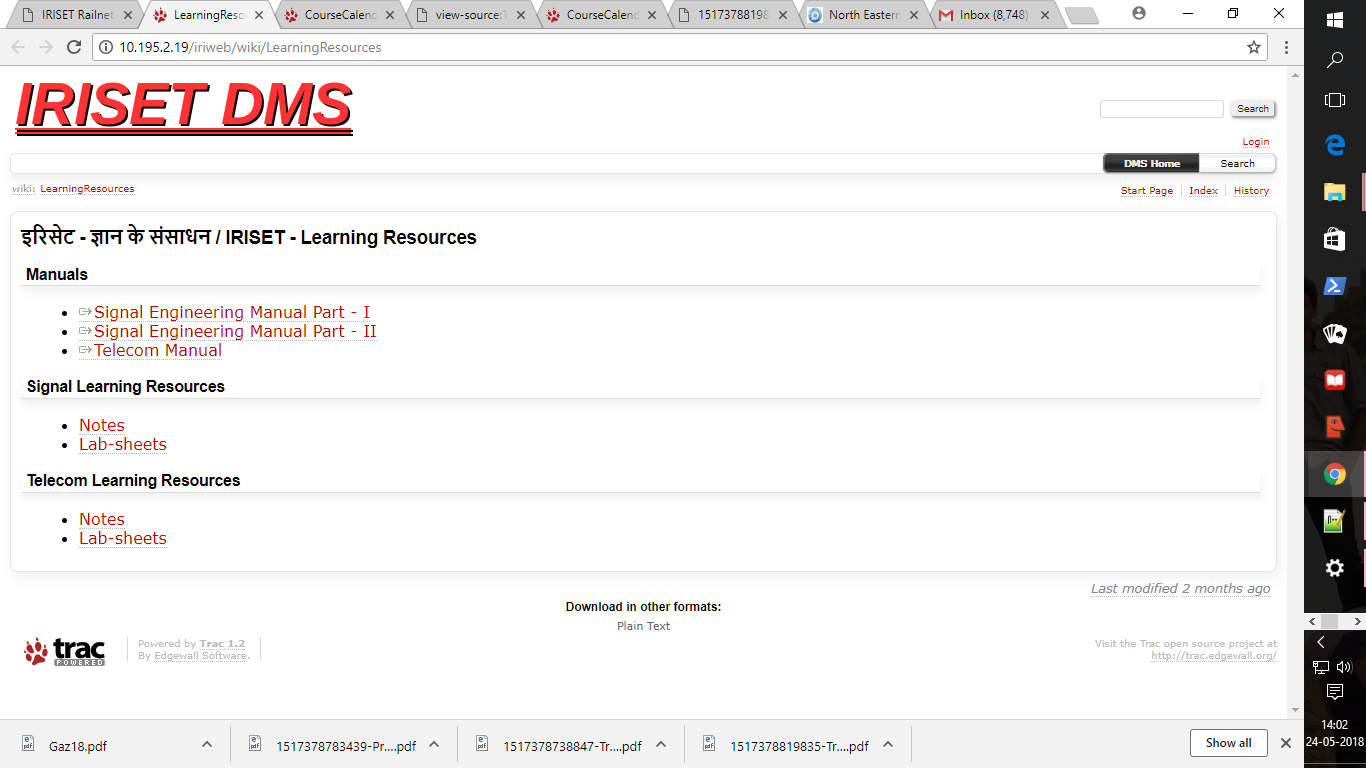 IRISET Railnet
LearningReso
CourseCalend
view-source:1
CourseCalend
15173788198
North Eastern
Inbox (8,748)
10.195.2.19/iriweb/wiki/LearningResources
IRISET DMS
Search
Login
DMS Home
Search
wiki: LearningResources
Start Page
Index
History
इरिसेट - ज्ञान के संसाधन / IRISET - Learning Resources
Manuals
Signal Engineering Manual Part - I
Signal Engineering Manual Part - II
Telecom Manual
Signal Learning Resources
Notes
Lab-sheets
Telecom Learning Resources
Notes
Lab-sheets
Last modified 2 months ago
Download in other formats:
Plain Text
trac
POWERED
Powered by Trac 1.2
By Edgewall Software.
Visit the Trac open source project at
http://trac.edgewall.org/
Gaz18.pdf
1517378783439-Pr....pdf
1517378738847-Tr....pdf
1517378819835-Tr....pdf
Show all
14:02
24-05-2018